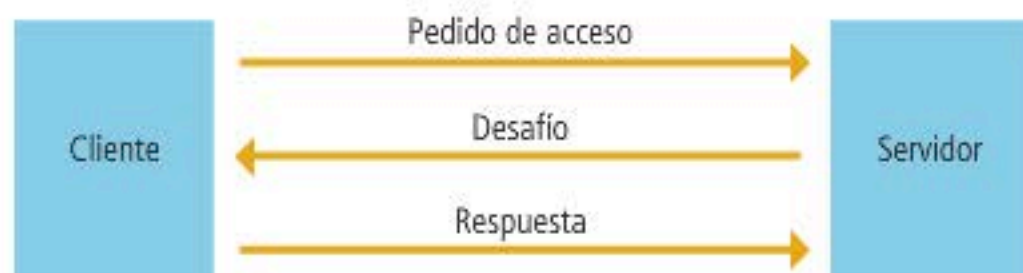 Pedido de acceso
Desafío
Cliente
Servidor
Respuesta